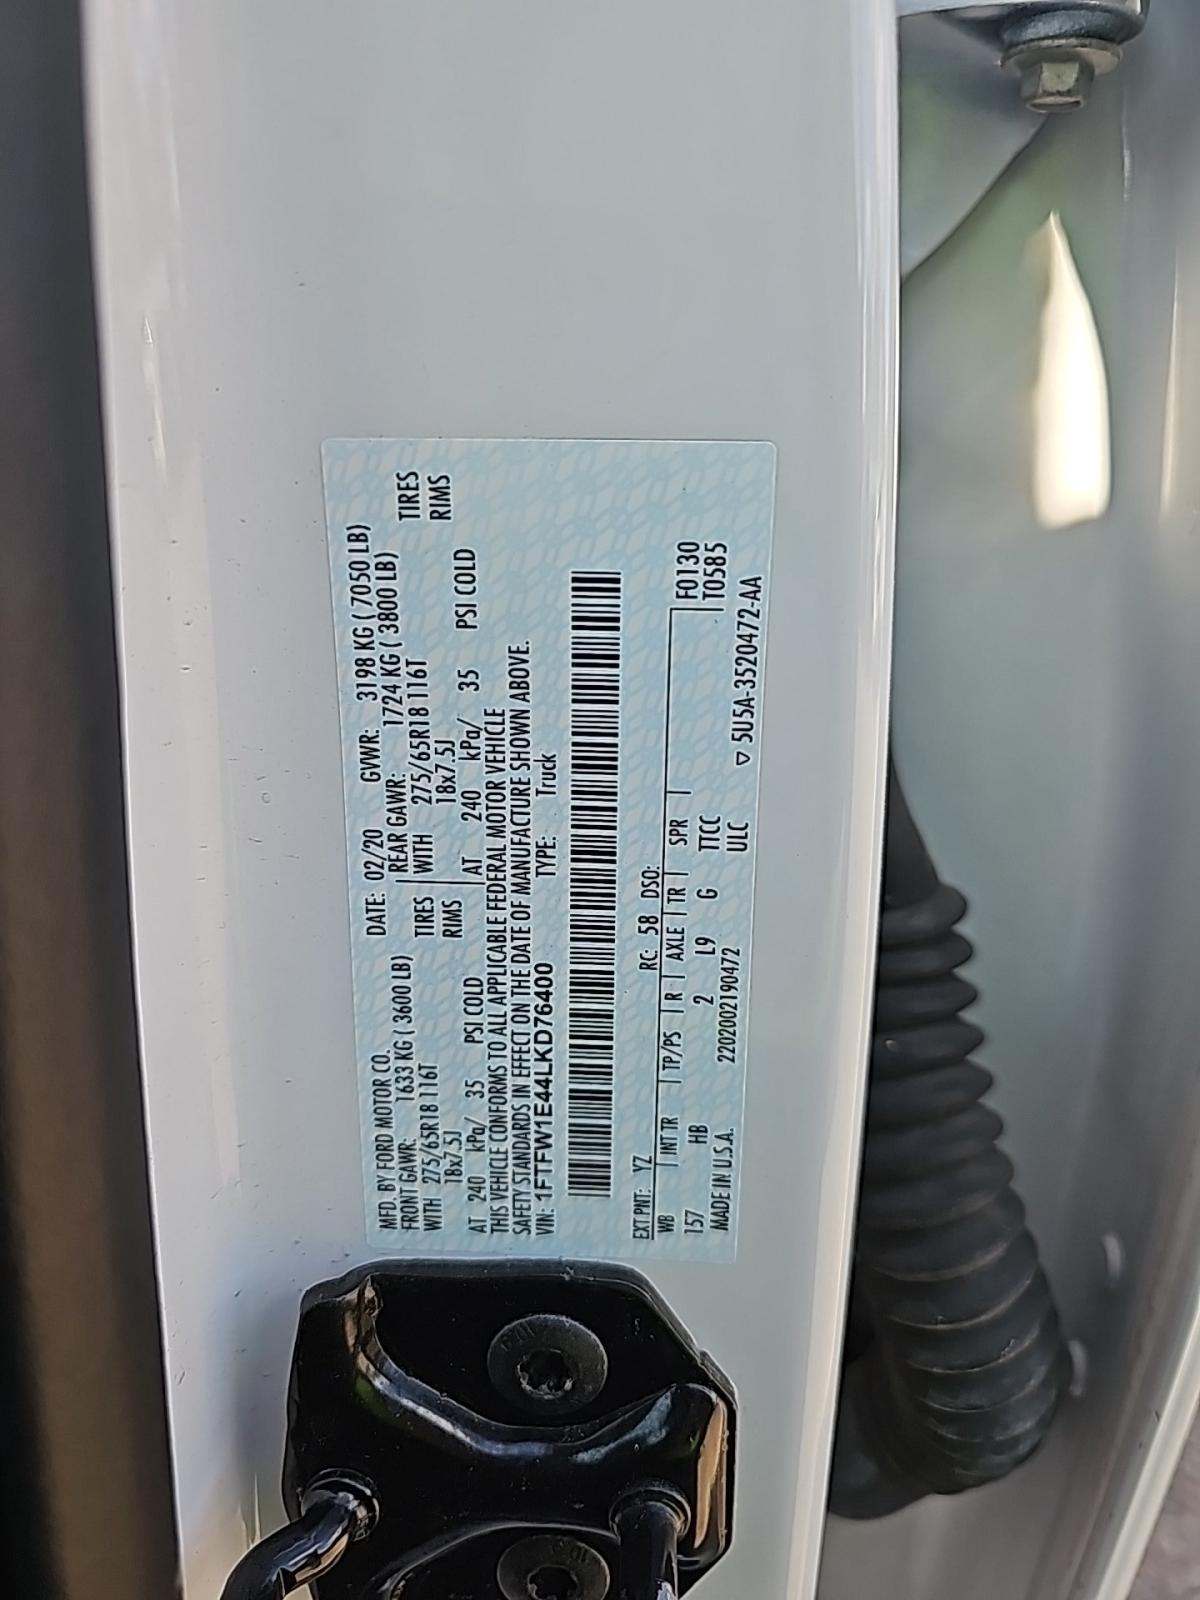 MFD. BY FORD MOTOR CO. DATE: 02/20 GVWR: 3198 KG ( 7050 LB)
FRONT GAWR: 1633 KG ( 3600 LB) REAR GAWR: 1724 KG ( 3800 LB)
WITH 275/65R18 116T TIRES WITH 275/65R18 116T TIRES
18x7.5J RIMS 18x7.5J RIMS
AT 240 kPa/ 35 PSI COLD AT 240 kPa/ 35 PSI COLD
THIS VEHICLE CONFORMS TO ALL APPLICABLE FEDERAL MOTOR VEHICLE
SAFETY STANDARDS IN EFFECT ON THE DATE OF MANUFACTURE SHOWN ABOVE.
VIN: 1FTFW1E44LKD76400 TYPE: Truck
EXT PNT: YZ RC: 58 DSO:
WB INT TR TP/PS R AXLE TR SPR F0130
157 HB 2 L9 G TTCC T0585
MADE IN U.S.A. 2202002190472 ULC ▽ 5U5A-3520472-AA